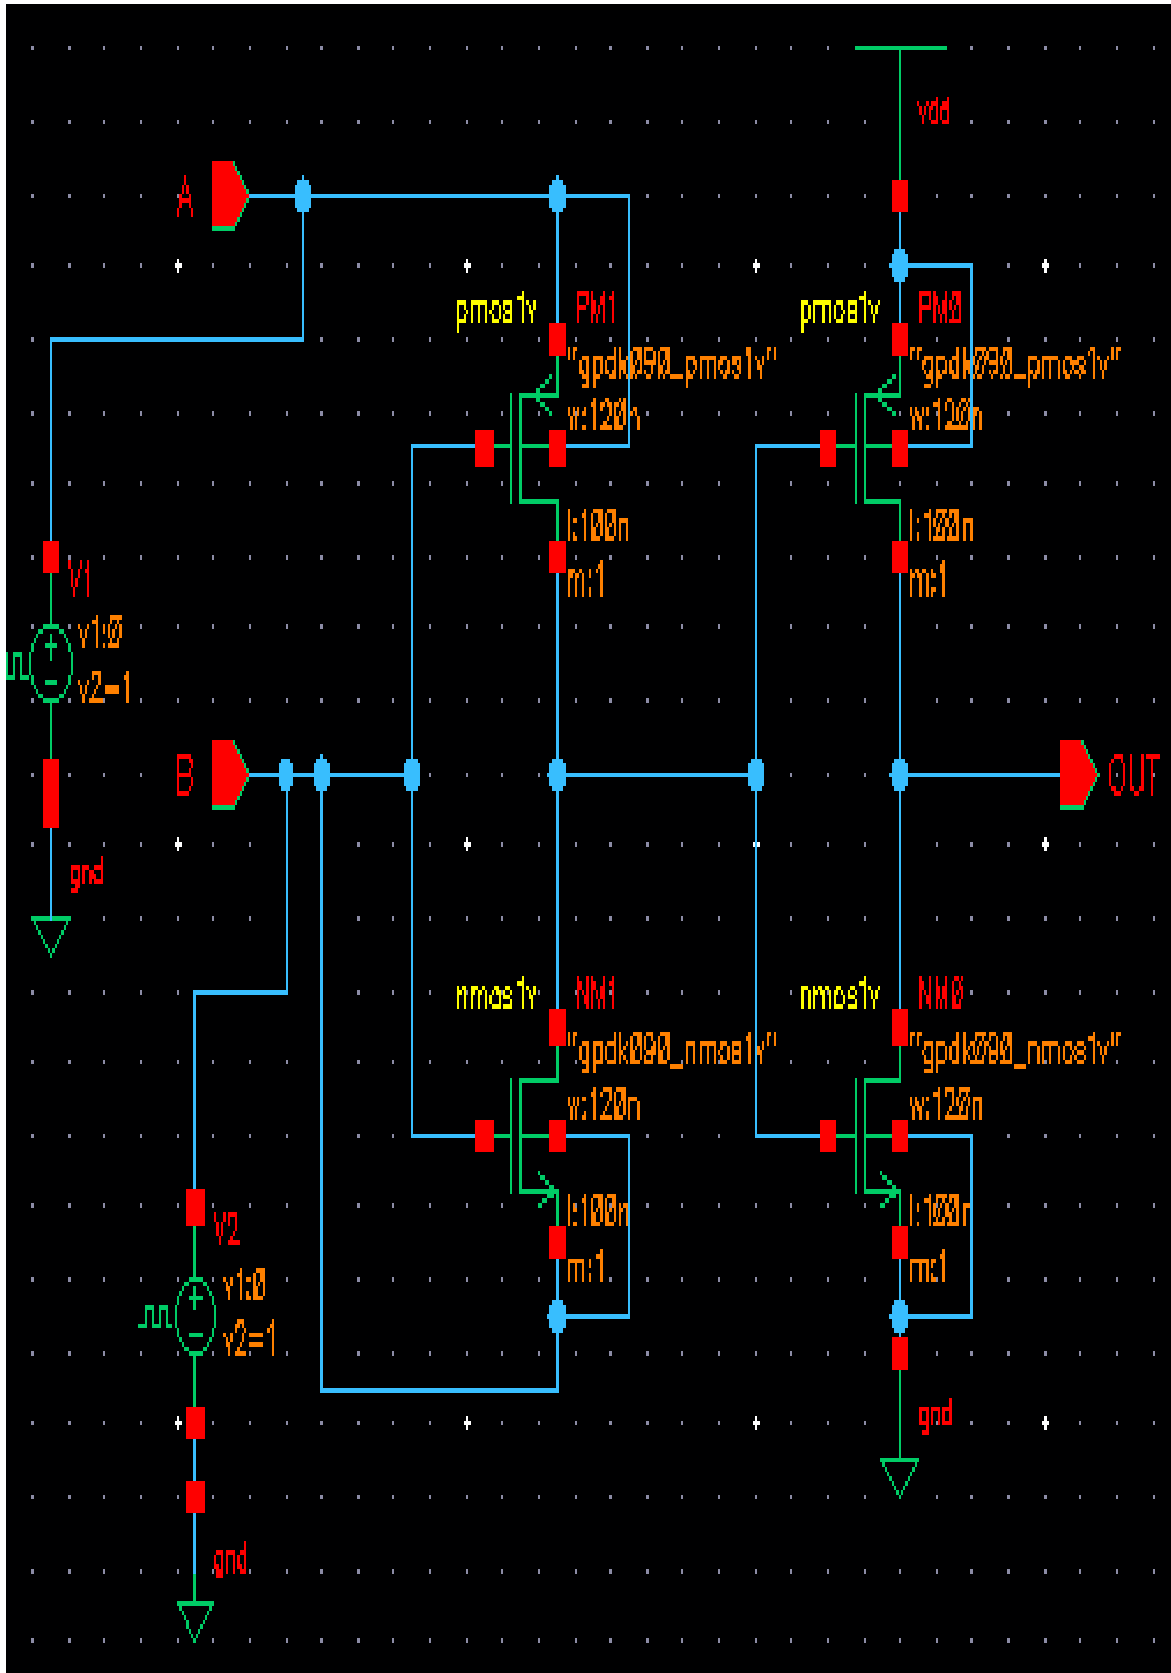 vdd
A
pmos1v PM1
"gpdk090_pmos1v"
w:120n
l:100n
m:1
pmos1v PM0
"gpdk090_pmos1v"
w:120n
l:100n
m:1
V1
v1:0
v2=1
gnd
B
OUT
nmos1v NM1
"gpdk090_nmos1v"
w:120n
l:100n
m:1
nmos1v NM0
"gpdk090_nmos1v"
w:120n
l:100n
m:1
gnd
V2
v1:0
v2=1
gnd